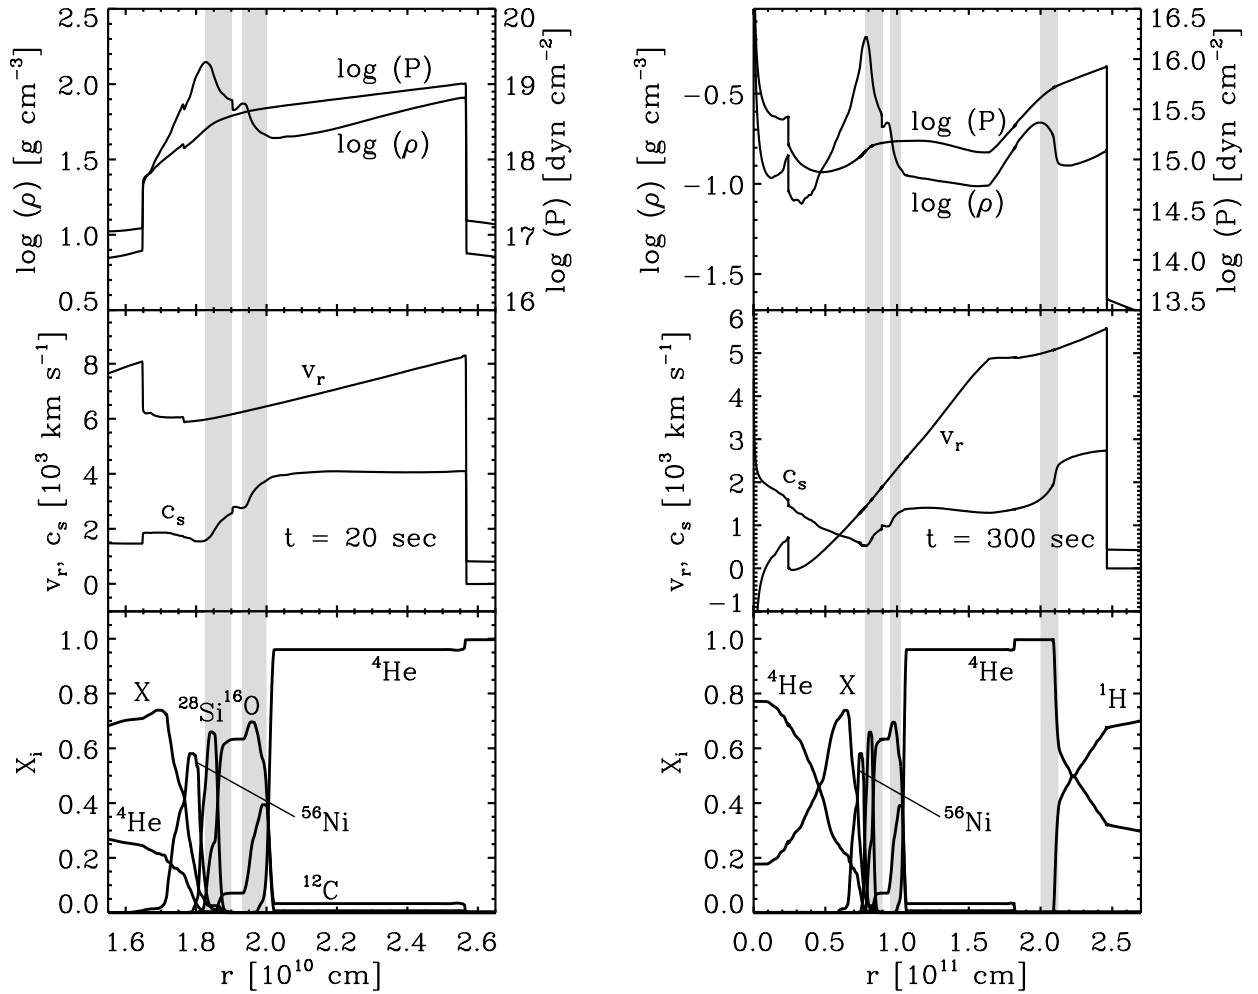 2.5
2.0
1.5
1.0
0.5
log (ρ) [g cm⁻³]
20
19
18
17
16
log (P) [dyn cm⁻²]
log (P)
log (ρ)
−0.5
−1.0
−1.5
log (ρ) [g cm⁻³]
16.5
16.0
15.5
15.0
14.5
14.0
13.5
log (P) [dyn cm⁻²]
log (P)
log (ρ)
8
6
4
2
0
v_r, c_s [10³ km s⁻¹]
v_r
c_s
t = 20 sec
6
5
4
3
2
1
0
−1
v_r, c_s [10³ km s⁻¹]
c_s
v_r
t = 300 sec
1.0
0.8
0.6
0.4
0.2
0.0
X_i
X
²⁸Si
¹⁶O
⁴He
⁴He
⁵⁶Ni
¹²C
1.6 1.8 2.0 2.2 2.4 2.6
r [10¹⁰ cm]
1.0
0.8
0.6
0.4
0.2
0.0
X_i
⁴He
X
⁴He
¹H
⁵⁶Ni
0.0 0.5 1.0 1.5 2.0 2.5
r [10¹¹ cm]